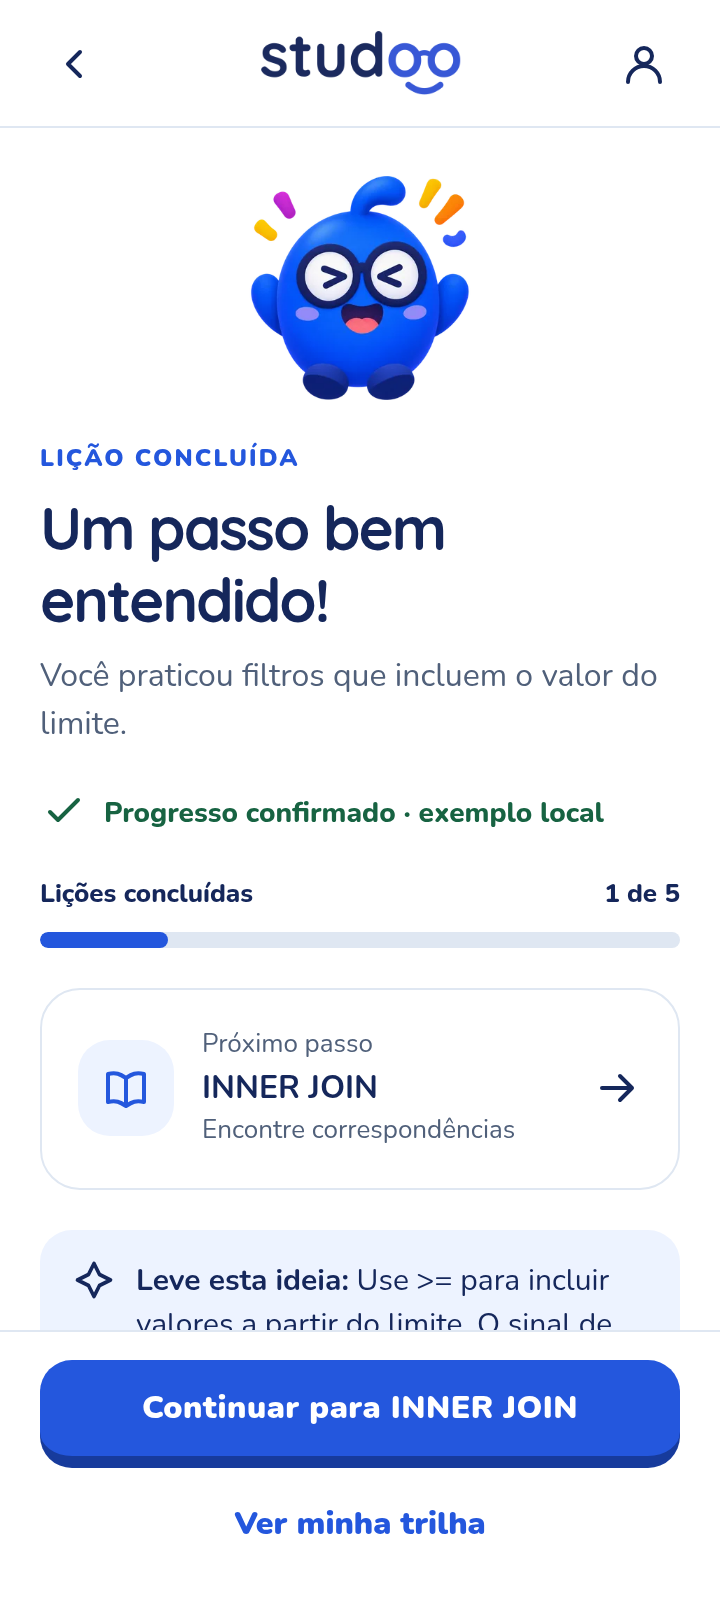 studoo
LIÇÃO CONCLUÍDA
Um passo bem
entendido!
Você praticou filtros que incluem o valor do
limite.
Progresso confirmado · exemplo local
Lições concluídas 1 de 5
Próximo passo
INNER JOIN
Encontre correspondências
Leve esta ideia: Use >= para incluir
valores a partir do limite. O sinal de
Continuar para INNER JOIN
Ver minha trilha